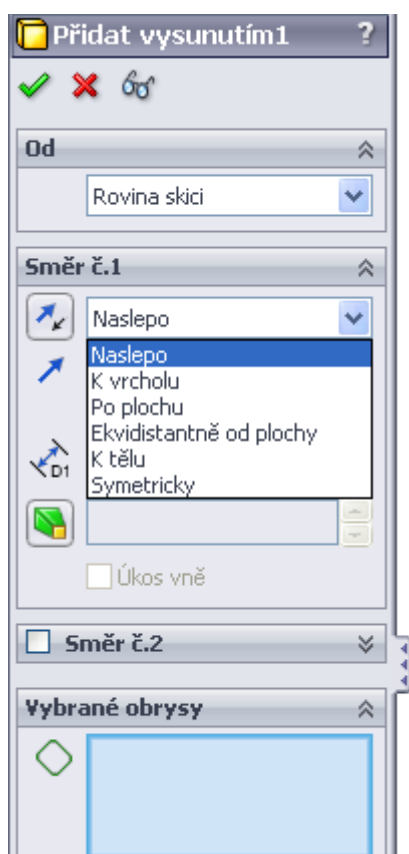 Přidat vysunutím1 ?
Od
Rovina skici
Směr č.1
Naslepo
Naslepo
K vrcholu
Po plochu
Ekvidistantně od plochy
K tělu
Symetricky
D1
Úkos vně
Směr č.2
Vybrané obrysy